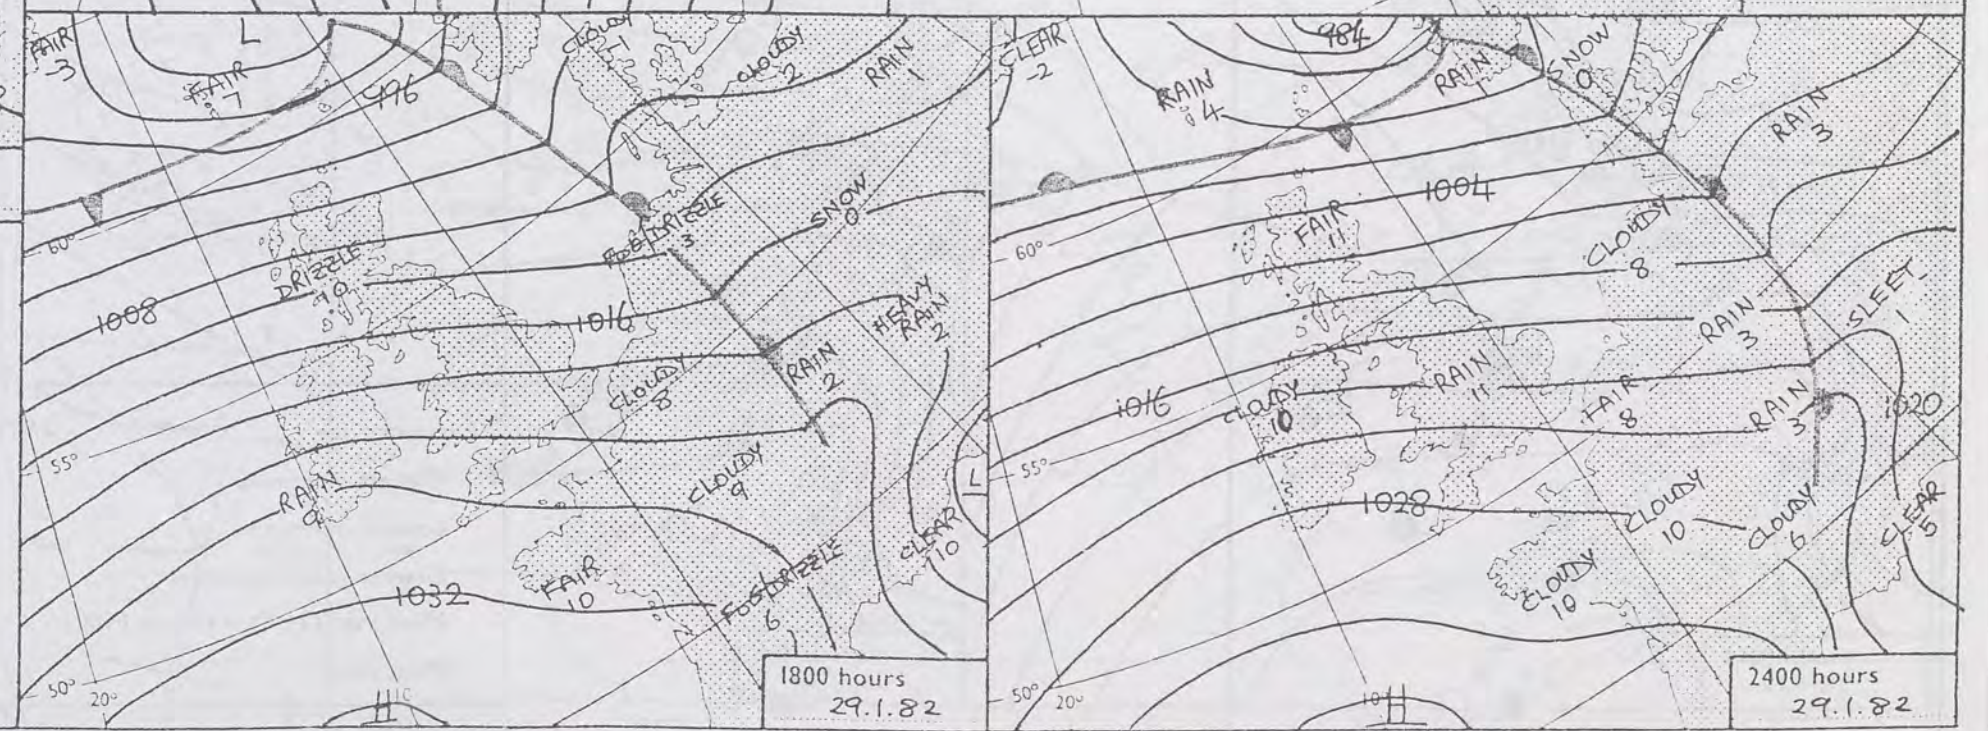 FAIR
3
L
FAIR
7
996
CLOUDY
-1
CLOUDY
2
RAIN
1
60°
DRIZZLE
10
FOG/DRIZZLE
3
SNOW
0
1008
1016
HEAVY
RAIN
2
RAIN
2
CLOUDY
8
55°
RAIN
9
CLOUDY
9
L
CLEAR
10
FAIR
10
1032
FOG/DRIZZLE
6
50°
20°
H
10
1800 hours
29.1.82
CLEAR
-2
984
RAIN
4
RAIN
1
SNOW
0
RAIN
3
60°
FAIR
11
1004
CLOUDY
8
SLEET
1
RAIN
3
1016
CLOUDY
10
RAIN
11
FAIR
8
RAIN
3
1020
55°
1028
CLOUDY
10
CLOUDY
6
CLEAR
5
CLOUDY
10
50°
20°
10
H
2400 hours
29.1.82